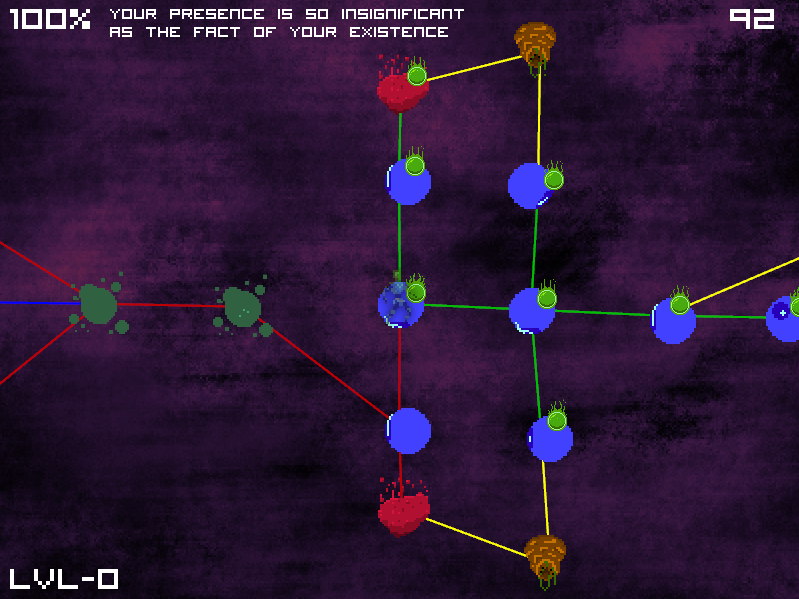 100%
YOUR PRESENCE IS SO INSIGNIFICANT
AS THE FACT OF YOUR EXISTENCE
92
LVL-0